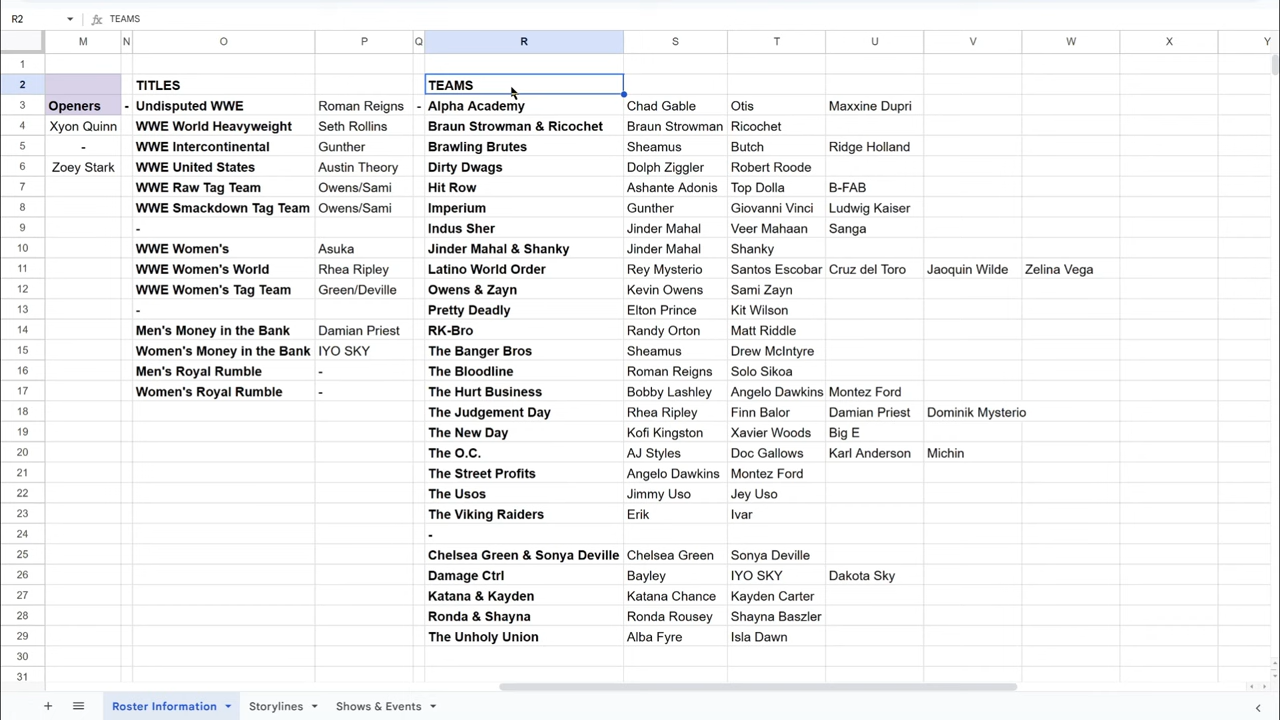 R2 fx TEAMS
M N O P Q R S T U V W X Y
1
2 TITLES TEAMS
3 Openers - Undisputed WWE Roman Reigns - Alpha Academy Chad Gable Otis Maxxine Dupri
4 Xyon Quinn WWE World Heavyweight Seth Rollins Braun Strowman & Ricochet Braun Strowman Ricochet
5 - WWE Intercontinental Gunther Brawling Brutes Sheamus Butch Ridge Holland
6 Zoey Stark WWE United States Austin Theory Dirty Dwags Dolph Ziggler Robert Roode
7 WWE Raw Tag Team Owens/Sami Hit Row Ashante Adonis Top Dolla B-FAB
8 WWE Smackdown Tag Team Owens/Sami Imperium Gunther Giovanni Vinci Ludwig Kaiser
9 - Indus Sher Jinder Mahal Veer Mahaan Sanga
10 WWE Women's Asuka Jinder Mahal & Shanky Jinder Mahal Shanky
11 WWE Women's World Rhea Ripley Latino World Order Rey Mysterio Santos Escobar Cruz del Toro Jaoquin Wilde Zelina Vega
12 WWE Women's Tag Team Green/Deville Owens & Zayn Kevin Owens Sami Zayn
13 - Pretty Deadly Elton Prince Kit Wilson
14 Men's Money in the Bank Damian Priest RK-Bro Randy Orton Matt Riddle
15 Women's Money in the Bank IYO SKY The Banger Bros Sheamus Drew McIntyre
16 Men's Royal Rumble - The Bloodline Roman Reigns Solo Sikoa
17 Women's Royal Rumble - The Hurt Business Bobby Lashley Angelo Dawkins Montez Ford
18 The Judgement Day Rhea Ripley Finn Balor Damian Priest Dominik Mysterio
19 The New Day Kofi Kingston Xavier Woods Big E
20 The O.C. AJ Styles Doc Gallows Karl Anderson Michin
21 The Street Profits Angelo Dawkins Montez Ford
22 The Usos Jimmy Uso Jey Uso
23 The Viking Raiders Erik Ivar
24 -
25 Chelsea Green & Sonya Deville Chelsea Green Sonya Deville
26 Damage Ctrl Bayley IYO SKY Dakota Sky
27 Katana & Kayden Katana Chance Kayden Carter
28 Ronda & Shayna Ronda Rousey Shayna Baszler
29 The Unholy Union Alba Fyre Isla Dawn
30
31
Roster Information Storylines Shows & Events